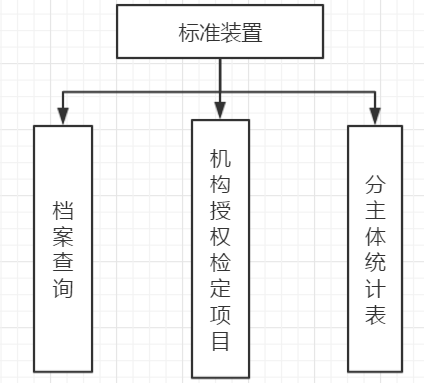 标准装置
档案查询
机构授权检定项目
分主体统计表